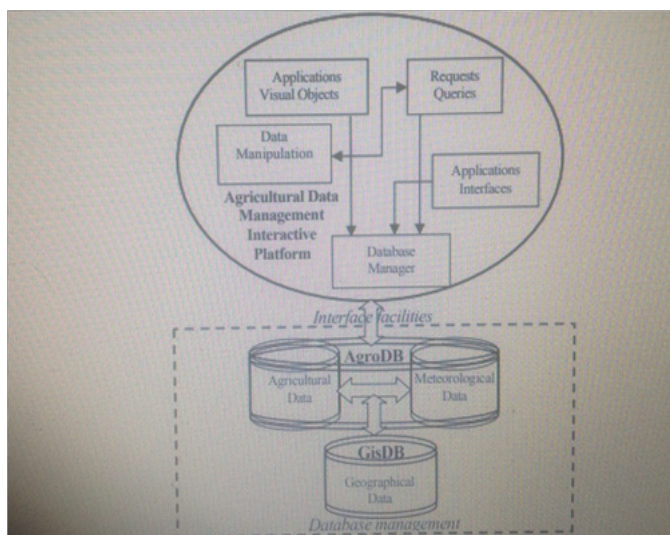 Applications
Visual Objects
Requests
Queries
Data
Manipulation
Applications
Interfaces
Agricultural Data
Management
Interactive
Platform
Database
Manager
Interface facilities
AgroDB
Agricultural
Data
Meteorological
Data
GisDB
Geographical
Data
Database management